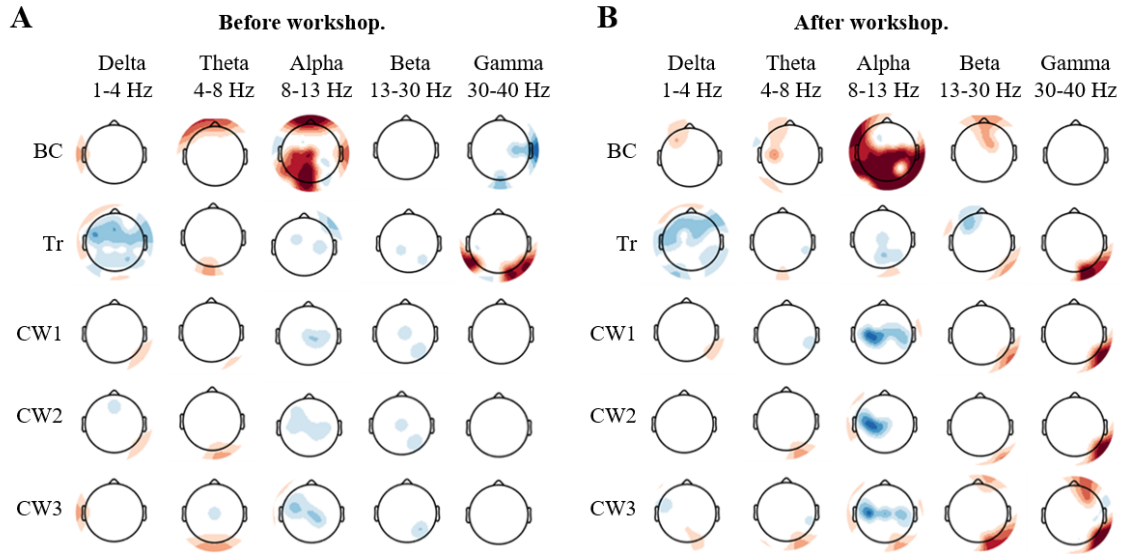 A Before workshop.
Delta Theta Alpha Beta Gamma
1-4 Hz 4-8 Hz 8-13 Hz 13-30 Hz 30-40 Hz
BC
Tr
CW1
CW2
CW3
B After workshop.
Delta Theta Alpha Beta Gamma
1-4 Hz 4-8 Hz 8-13 Hz 13-30 Hz 30-40 Hz
BC
Tr
CW1
CW2
CW3